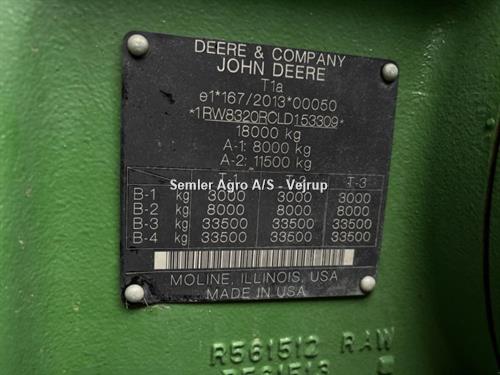 DEERE & COMPANY
JOHN DEERE
T1a
e1*167/2013*00050
*1RW8320RCLD153309*
18000 kg
A-1: 8000 kg
A-2: 11500 kg
T-1 T-2 T-3
Semler Agro A/S - Vejrup
B-1 kg 3000 3000 3000
B-2 kg 8000 8000 8000
B-3 kg 33500 33500 33500
B-4 kg 33500 33500 33500
MOLINE, ILLINOIS, USA
MADE IN USA
R561512 RAW
R561513